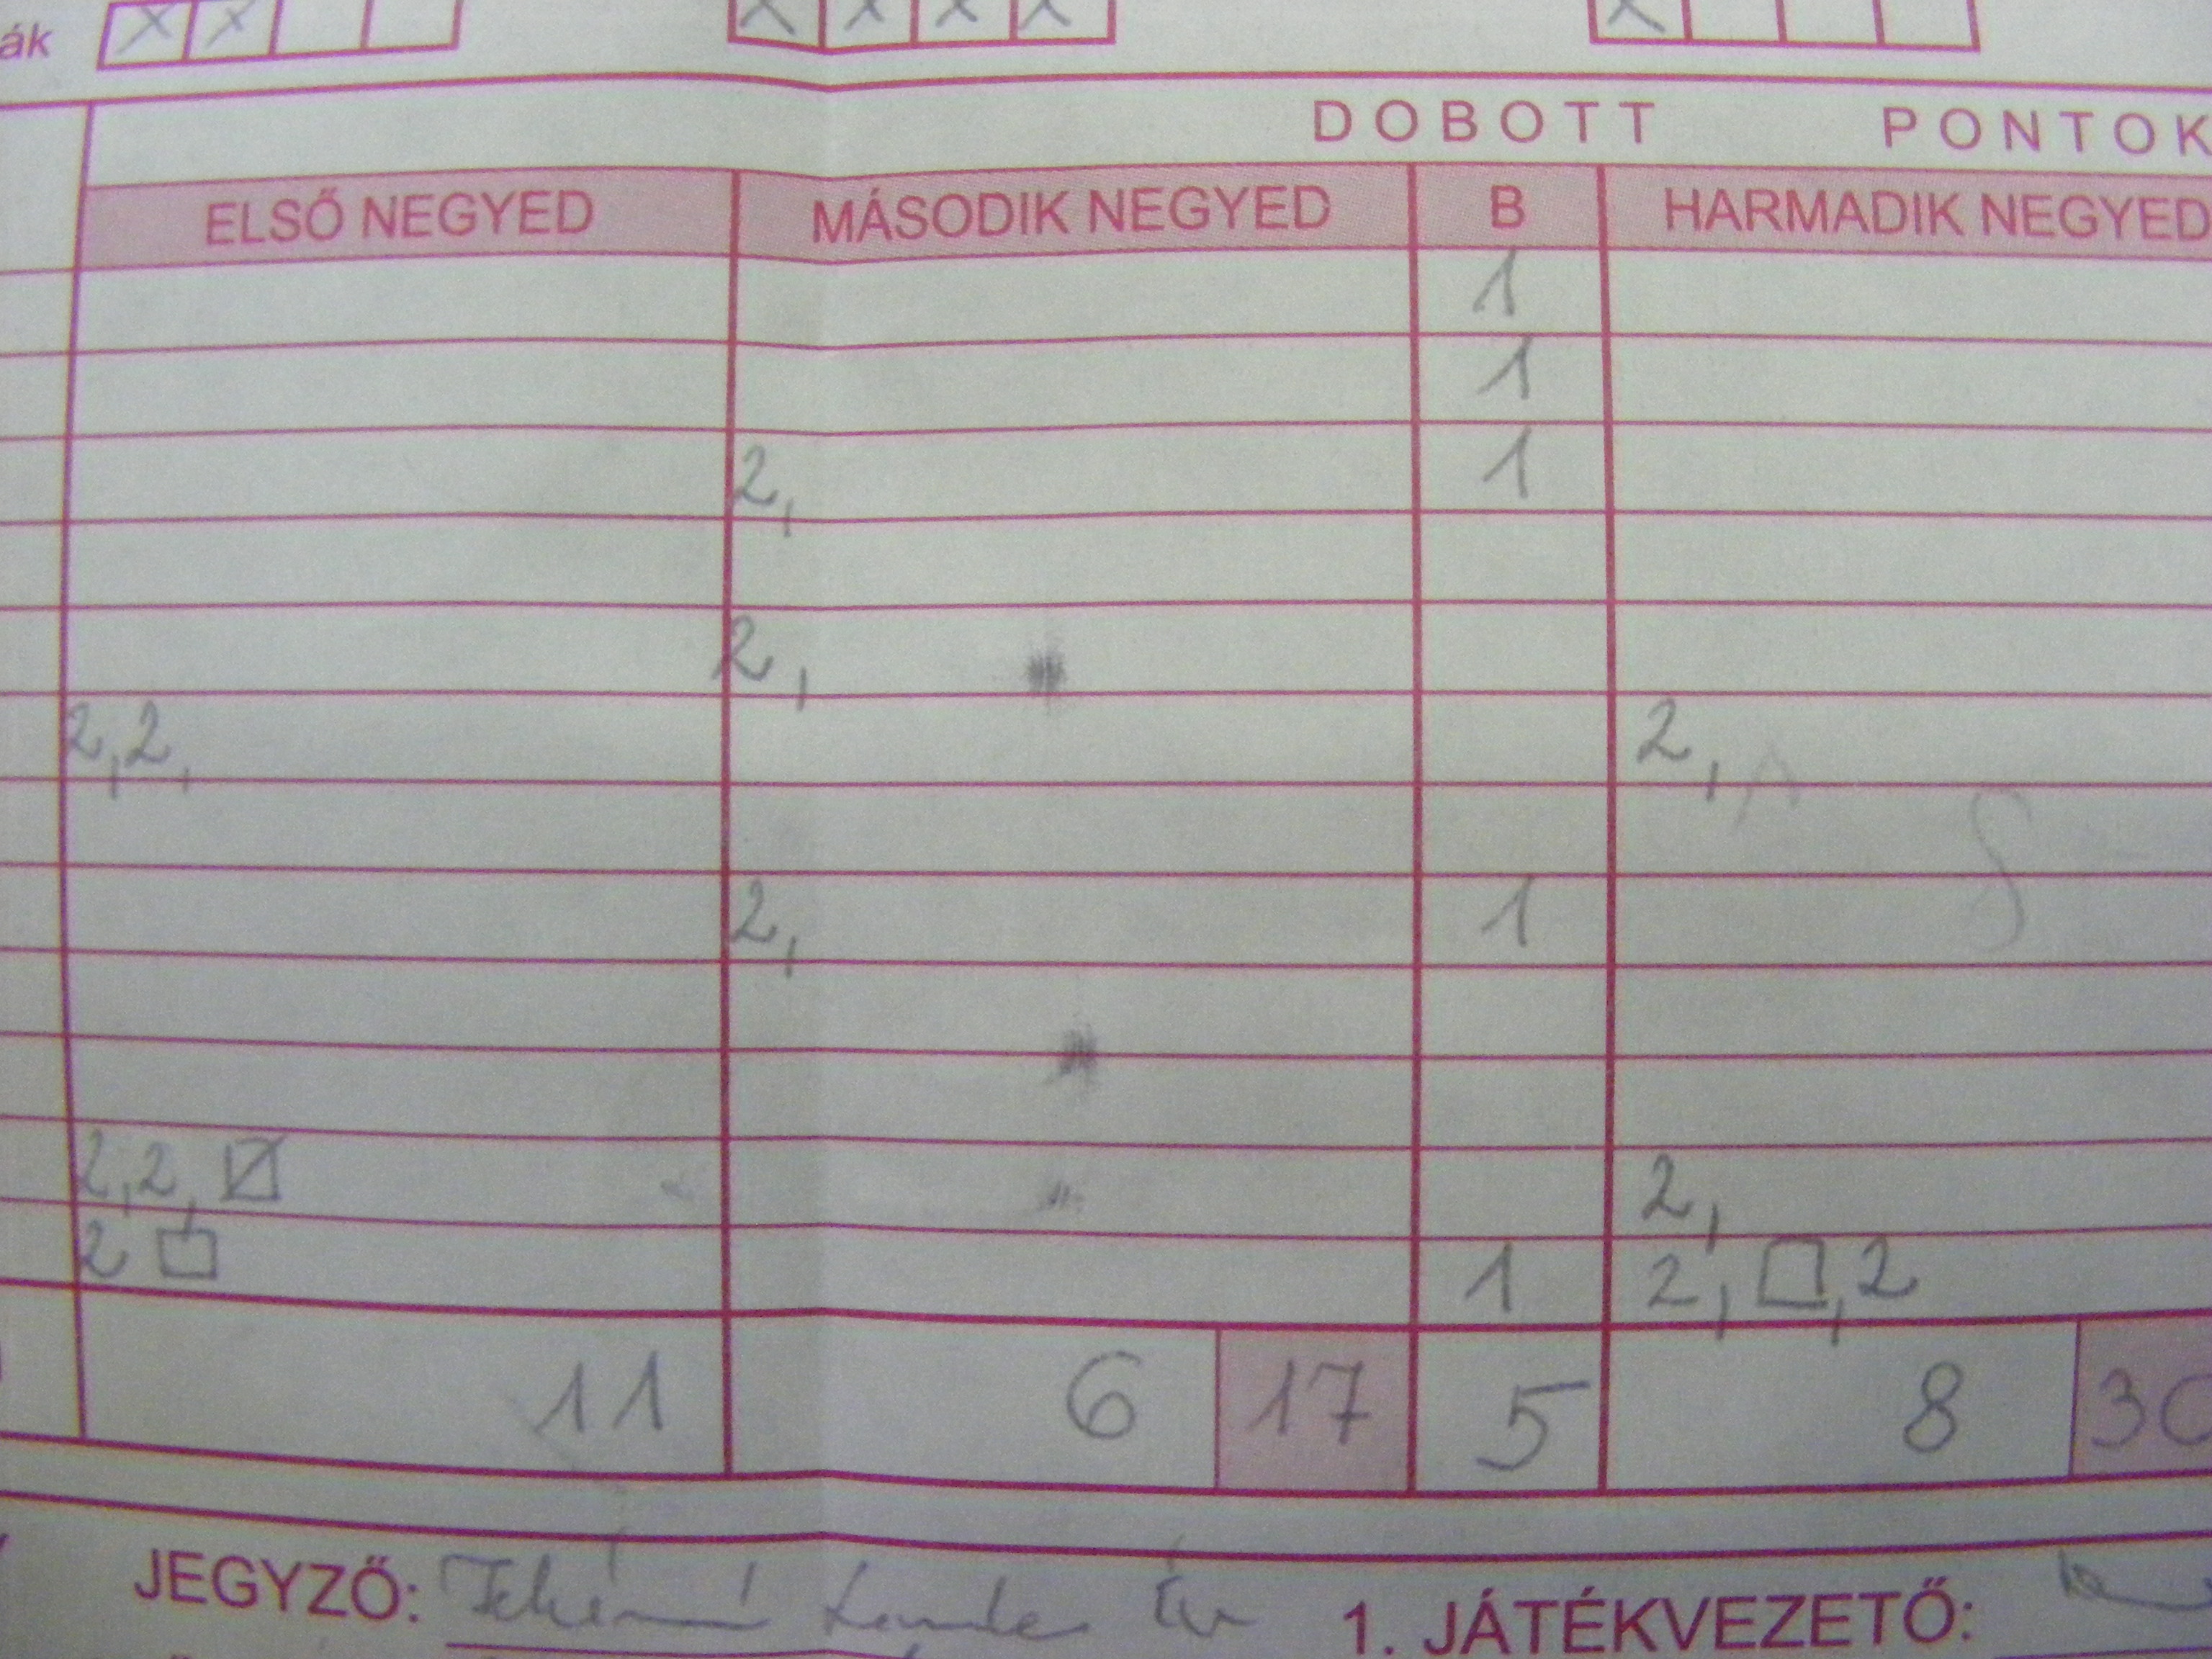 ák X X X X X X X
DOBOTT PONTOK
ELSŐ NEGYED MÁSODIK NEGYED B HARMADIK NEGYED
1
1
2, 1
2,
2,2, 2,
2, 1
2,2, ☑ 2,
2 ☐ 1 2, ☐, 2
11 6 17 5 8 30
JEGYZŐ: 1. JÁTÉKVEZETŐ: